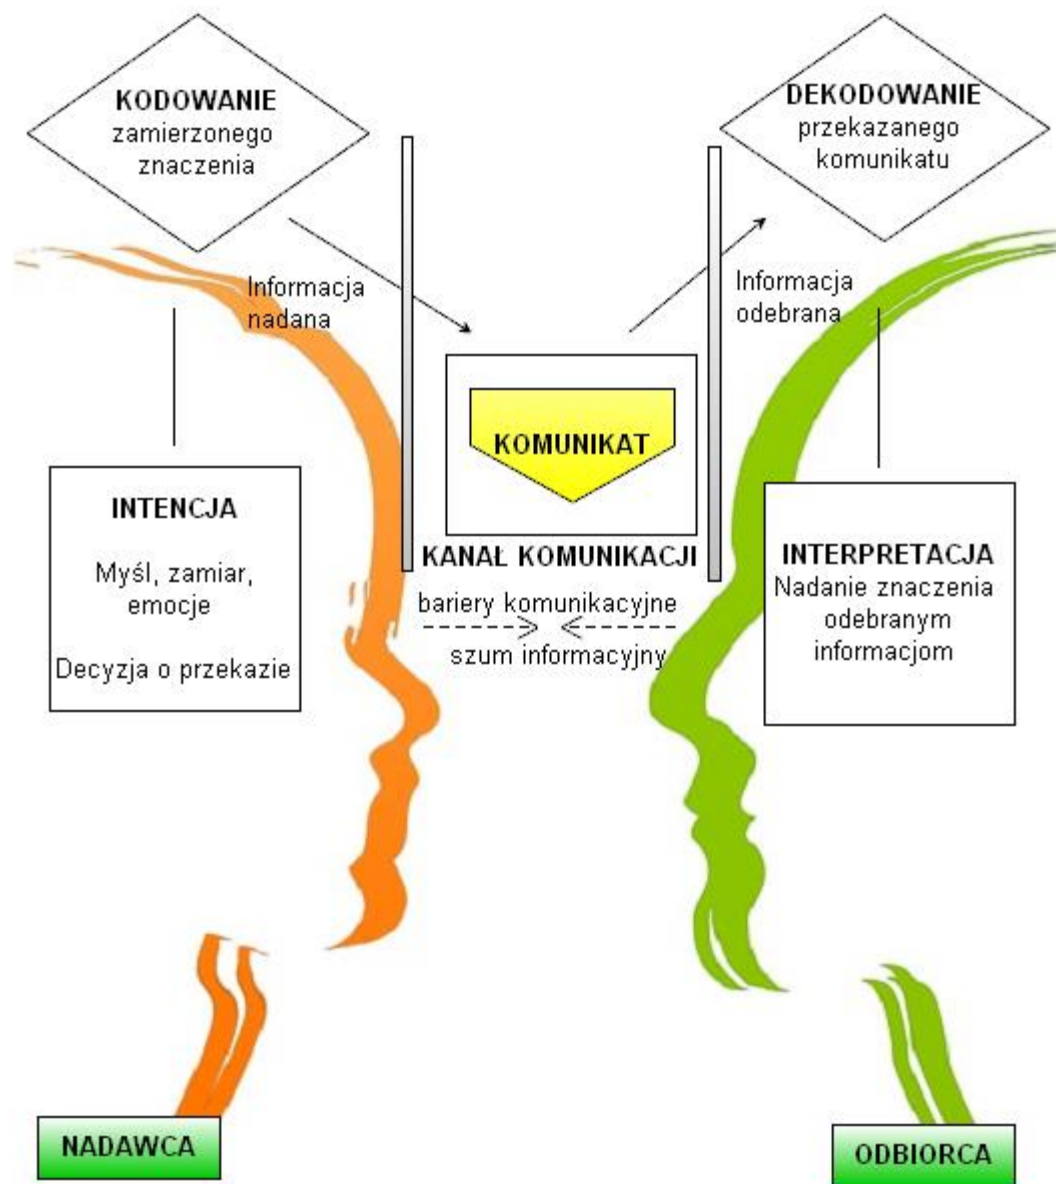 KODOWANIE
zamierzonego
znaczenia
DEKODOWANIE
przekazanego
komunikatu
Informacja
nadana
Informacja
odebrana
KOMUNIKAT
KANAŁ KOMUNIKACJI
bariery komunikacyjne
szum informacyjny
INTENCJA
Myśl, zamiar,
emocje
Decyzja o przekazie
INTERPRETACJA
Nadanie znaczenia
odebranym
informacjom
NADAWCA
ODBIORCA